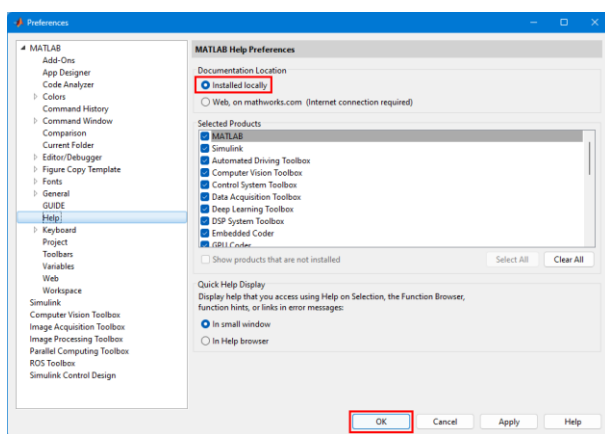 Preferences
MATLAB
Add-Ons
App Designer
Code Analyzer
Colors
Command History
Command Window
Comparison
Current Folder
Editor/Debugger
Figure Copy Template
Fonts
General
GUIDE
Help
Keyboard
Project
Toolbars
Variables
Web
Workspace
Simulink
Computer Vision Toolbox
Image Acquisition Toolbox
Image Processing Toolbox
Parallel Computing Toolbox
ROS Toolbox
Simulink Control Design
MATLAB Help Preferences
Documentation Location
Installed locally
Web, on mathworks.com (Internet connection required)
Selected Products
MATLAB
Simulink
Automated Driving Toolbox
Computer Vision Toolbox
Control System Toolbox
Data Acquisition Toolbox
Deep Learning Toolbox
DSP System Toolbox
Embedded Coder
GPU Coder
Show products that are not installed
Select All
Clear All
Quick Help Display
Display help that you access using Help on Selection, the Function Browser,
function hints, or links in error messages:
In small window
In Help browser
OK
Cancel
Apply
Help